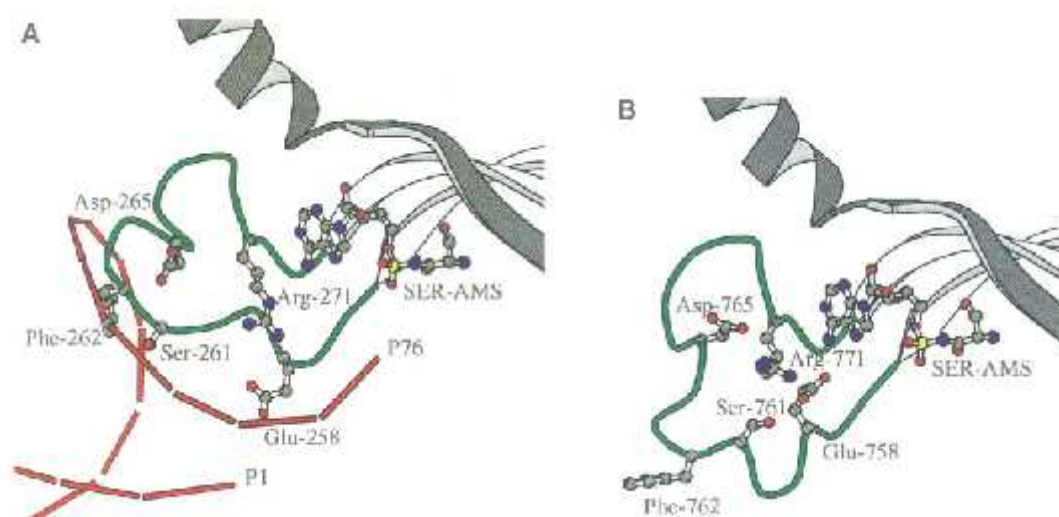 A
Asp-265
Arg-271
SER-AMS
Phe-262
Ser-261
P76
Glu-258
P1
B
Asp-765
Arg-771
SER-AMS
Ser-761
Glu-758
Phe-762